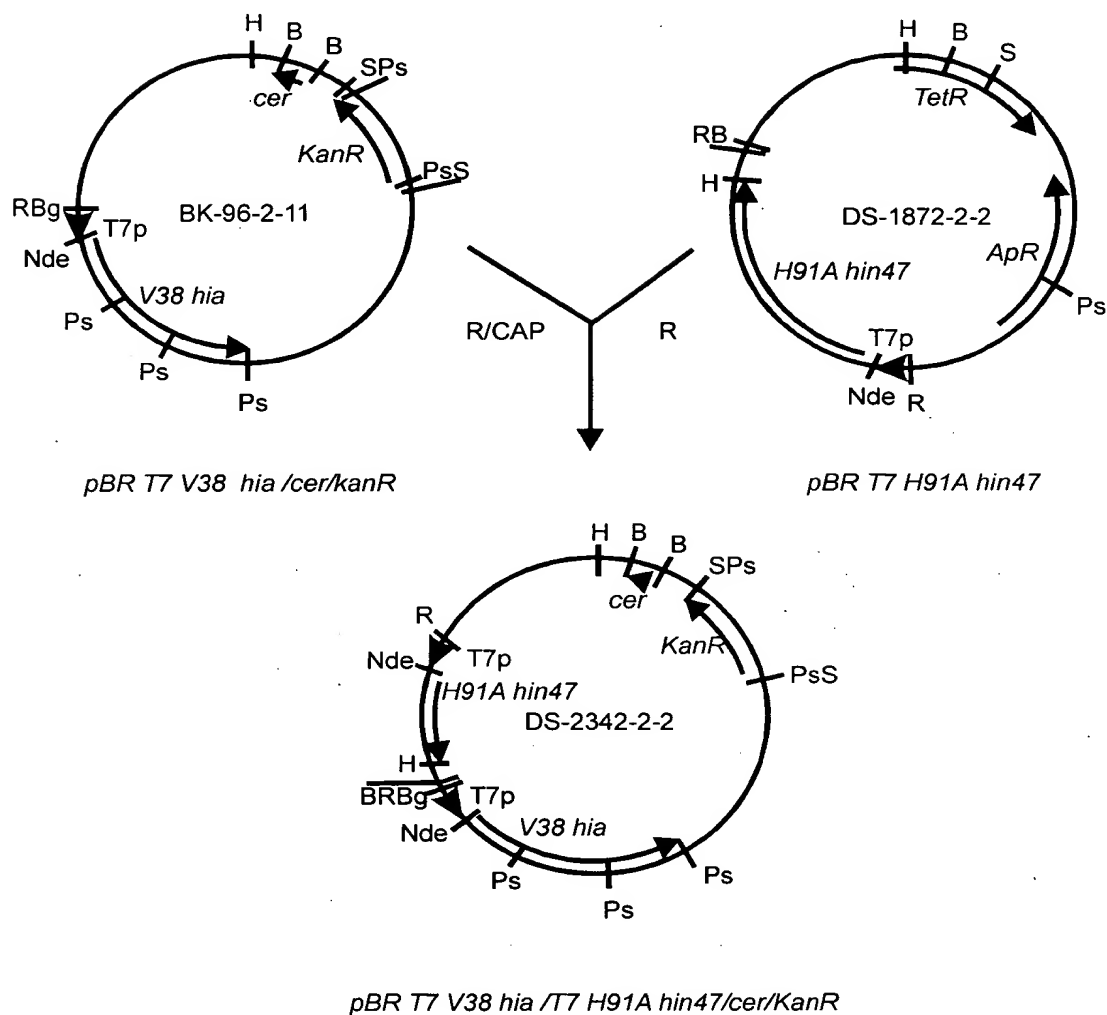 H
B
B
SPs
cer
KanR
PsS
RBg
T7p
Nde
BK-96-2-11
V38 hia
Ps
Ps
Ps
pBR T7 V38 hia /cer/kanR
H
B
S
TetR
RB
H
DS-1872-2-2
ApR
H91A hin47
Ps
T7p
Nde
R
pBR T7 H91A hin47
R/CAP
R
H
B
B
SPs
cer
KanR
R
T7p
Nde
H91A hin47
PsS
DS-2342-2-2
H
BRBg
T7p
Nde
V38 hia
Ps
Ps
Ps
pBR T7 V38 hia /T7 H91A hin47/cer/KanR